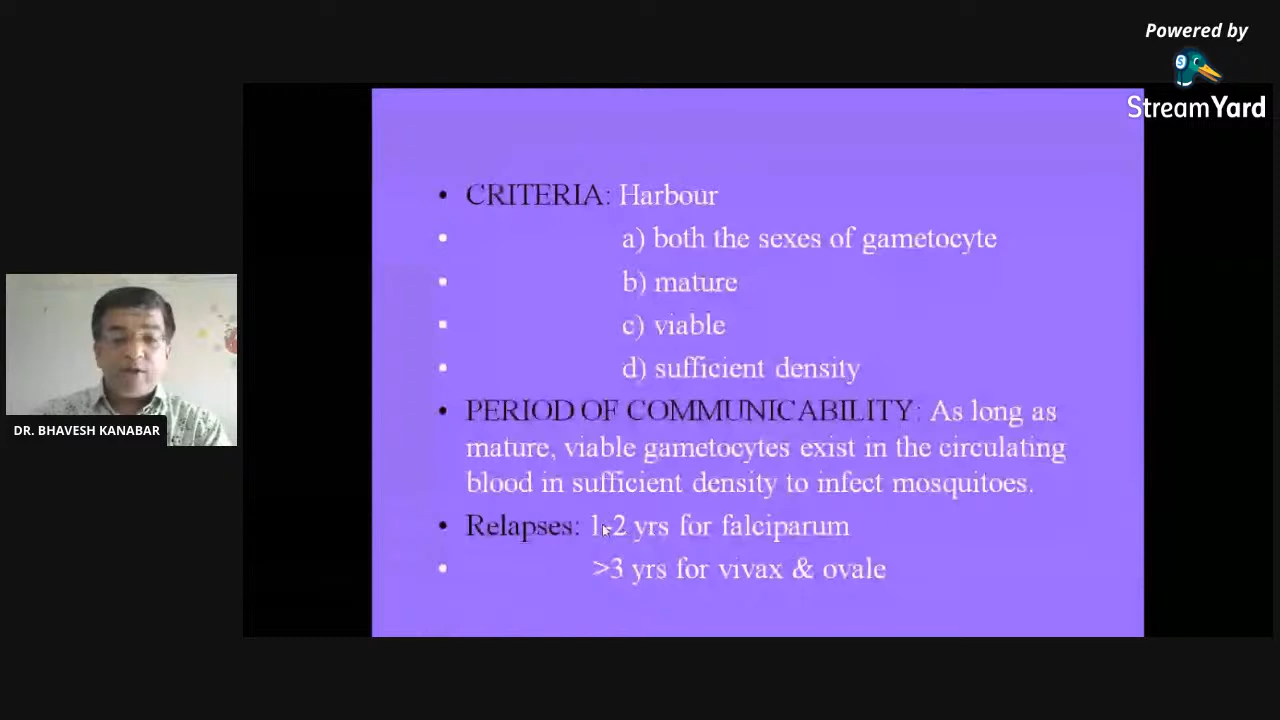 Powered by
StreamYard
• CRITERIA: Harbour
• a) both the sexes of gametocyte
• b) mature
• c) viable
• d) sufficient density
• PERIOD OF COMMUNICABILITY: As long as
mature, viable gametocytes exist in the circulating
blood in sufficient density to infect mosquitoes.
• Relapses: 1-2 yrs for falciparum
• >3 yrs for vivax & ovale
DR. BHAVESH KANABAR